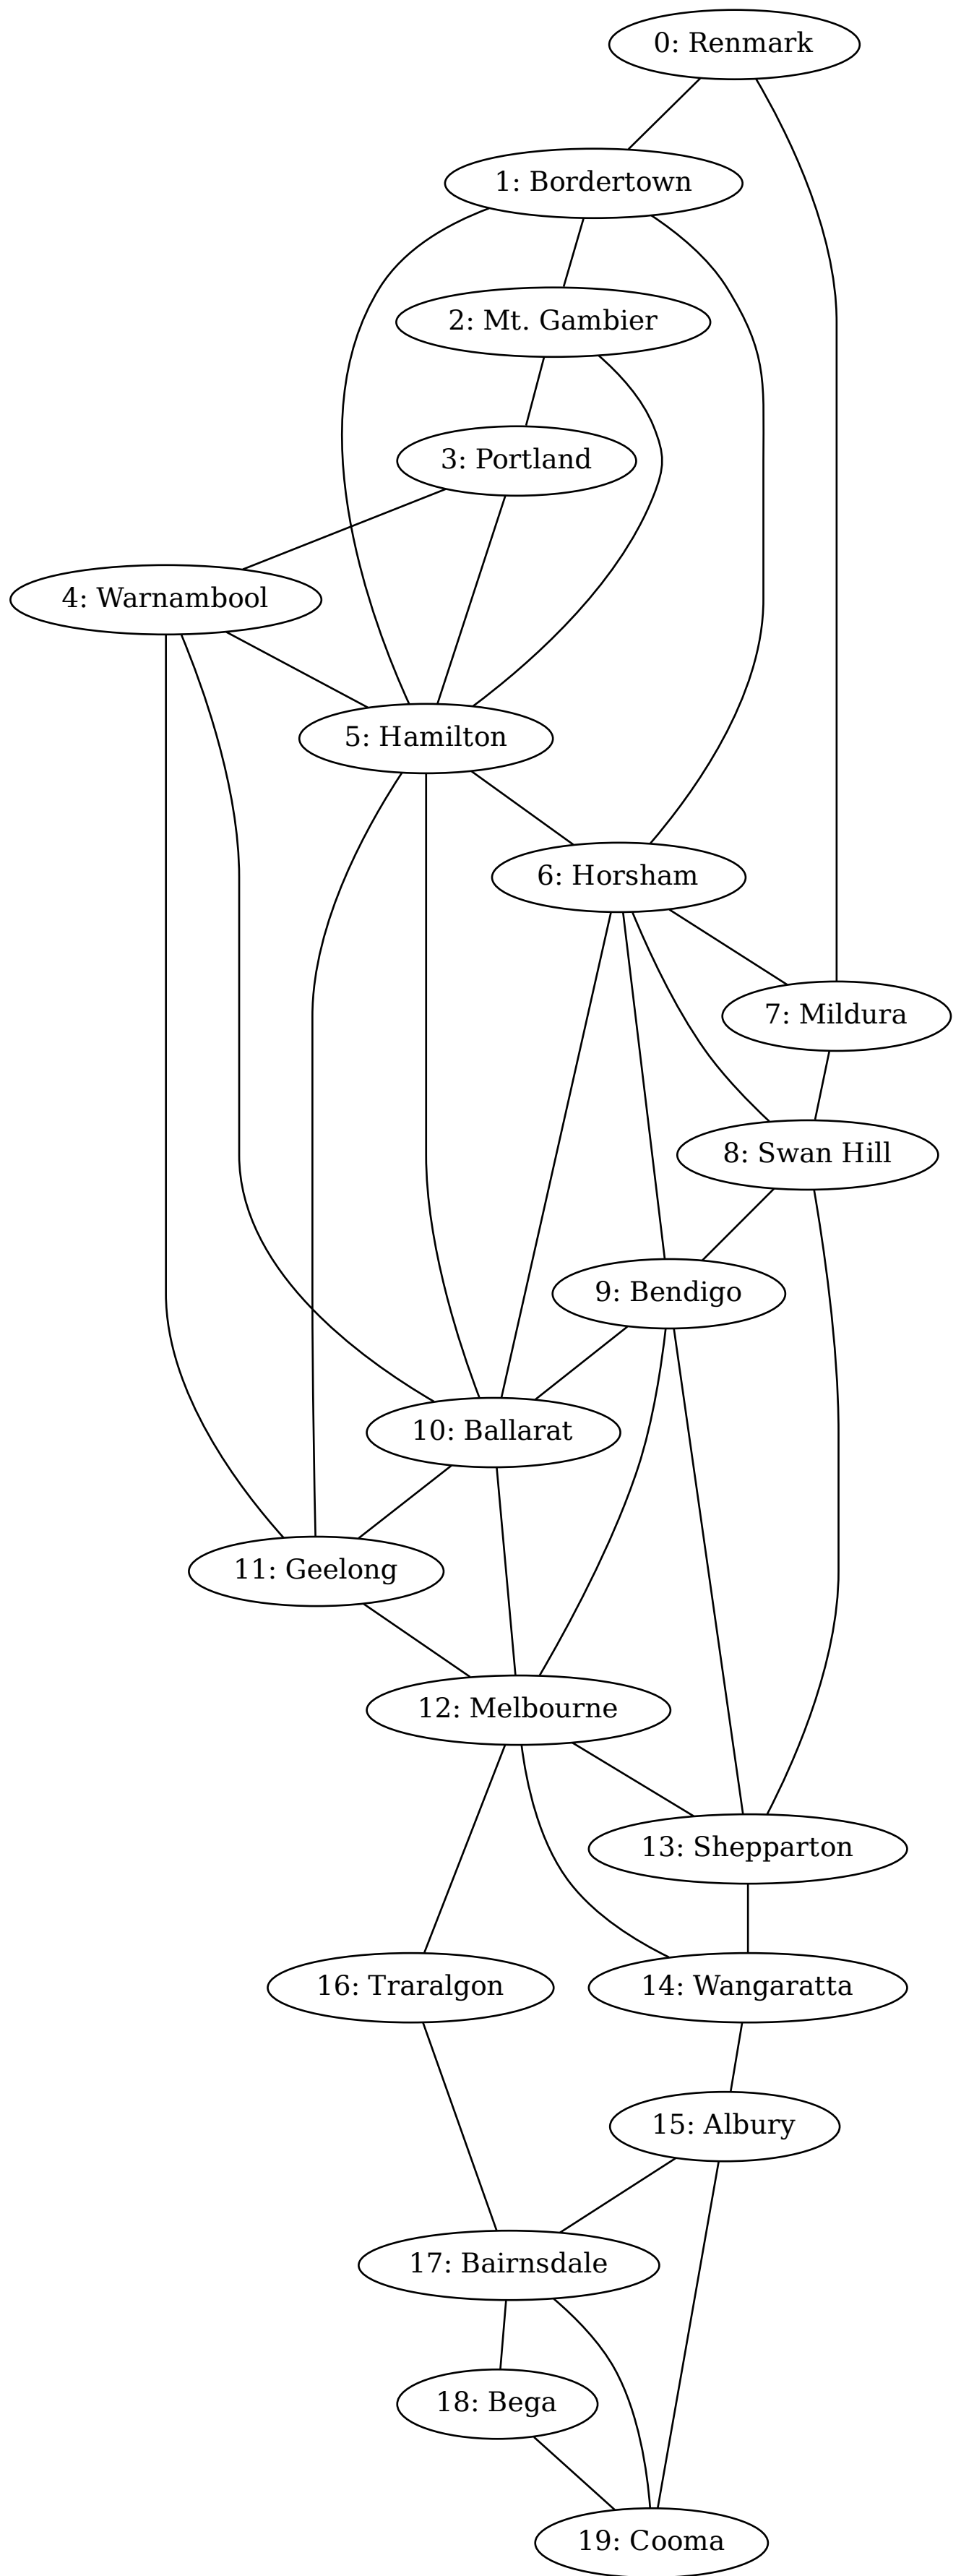 0: Renmark
1: Bordertown
2: Mt. Gambier
3: Portland
4: Warnambool
5: Hamilton
6: Horsham
7: Mildura
8: Swan Hill
9: Bendigo
10: Ballarat
11: Geelong
12: Melbourne
13: Shepparton
16: Traralgon
14: Wangaratta
15: Albury
17: Bairnsdale
18: Bega
19: Cooma